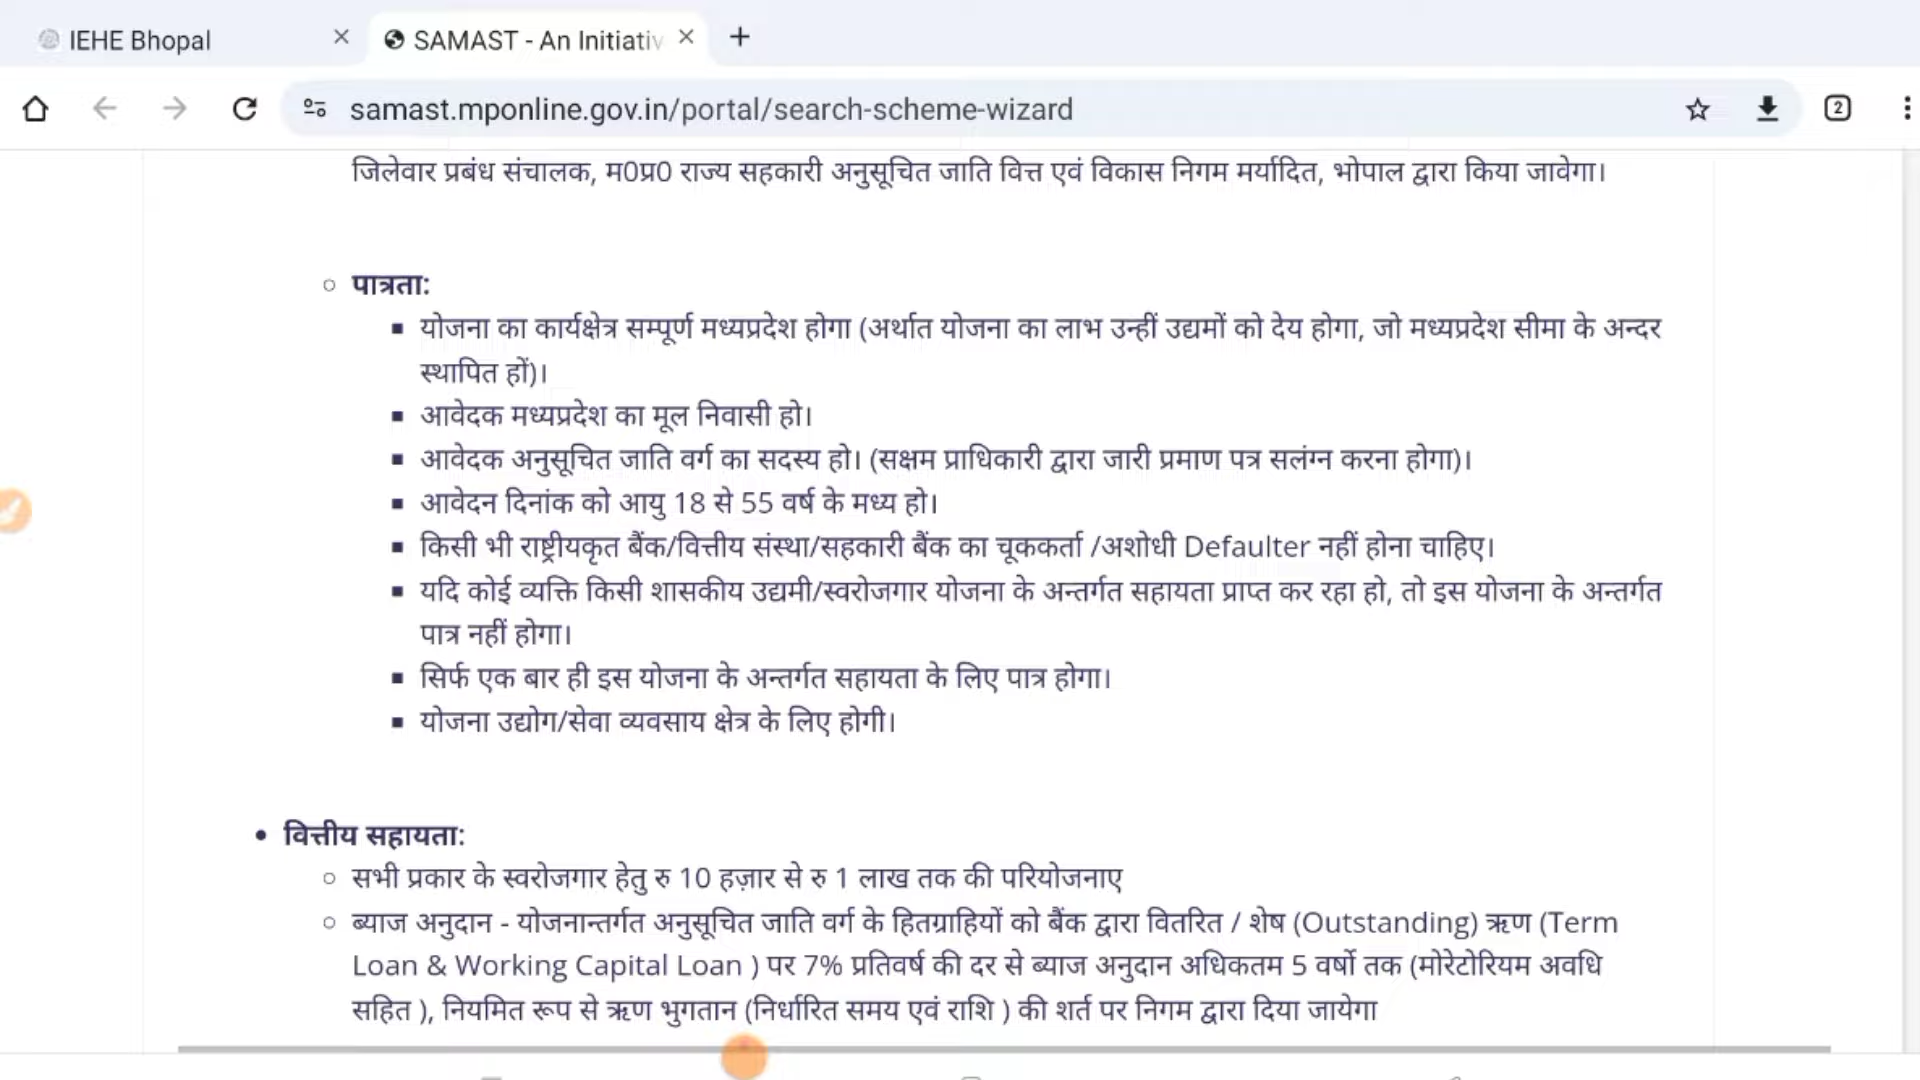 IEHE Bhopal
SAMAST - An Initiativ
samast.mponline.gov.in/portal/search-scheme-wizard
2
जिलेवार प्रबंध संचालक, म0प्र0 राज्य सहकारी अनुसूचित जाति वित्त एवं विकास निगम मर्यादित, भोपाल द्वारा किया जावेगा।
पात्रता:
योजना का कार्यक्षेत्र सम्पूर्ण मध्यप्रदेश होगा (अर्थात योजना का लाभ उन्हीं उद्यमों को देय होगा, जो मध्यप्रदेश सीमा के अन्दर
स्थापित हों)।
आवेदक मध्यप्रदेश का मूल निवासी हो।
आवेदक अनुसूचित जाति वर्ग का सदस्य हो। (सक्षम प्राधिकारी द्वारा जारी प्रमाण पत्र सलंग्न करना होगा)।
आवेदन दिनांक को आयु 18 से 55 वर्ष के मध्य हो।
किसी भी राष्ट्रीयकृत बैंक/वित्तीय संस्था/सहकारी बैंक का चूककर्ता /अशोधी Defaulter नहीं होना चाहिए।
यदि कोई व्यक्ति किसी शासकीय उद्यमी/स्वरोजगार योजना के अन्तर्गत सहायता प्राप्त कर रहा हो, तो इस योजना के अन्तर्गत
पात्र नहीं होगा।
सिर्फ एक बार ही इस योजना के अन्तर्गत सहायता के लिए पात्र होगा।
योजना उद्योग/सेवा व्यवसाय क्षेत्र के लिए होगी।
वित्तीय सहायता:
सभी प्रकार के स्वरोजगार हेतु रु 10 हज़ार से रु 1 लाख तक की परियोजनाए
ब्याज अनुदान - योजनान्तर्गत अनुसूचित जाति वर्ग के हितग्राहियों को बैंक द्वारा वितरित / शेष (Outstanding) ऋण (Term
Loan & Working Capital Loan ) पर 7% प्रतिवर्ष की दर से ब्याज अनुदान अधिकतम 5 वर्षो तक (मोरेटोरियम अवधि
सहित ), नियमित रूप से ऋण भुगतान (निर्धारित समय एवं राशि ) की शर्त पर निगम द्वारा दिया जायेगा